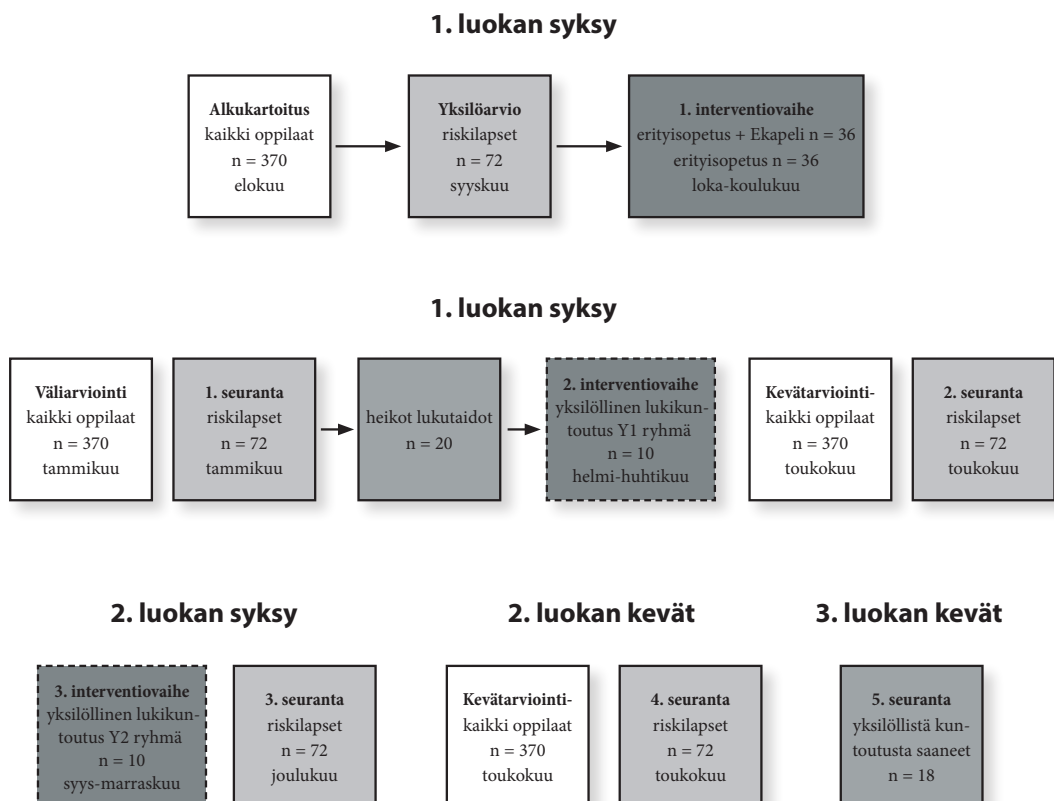 1. luokan syksy
Alkukartoitus
kaikki oppilaat
n = 370
elokuu
Yksilöarvio
riskilapset
n = 72
syyskuu
1. interventiovaihe
erityisopetus + Ekapeli n = 36
erityisopetus n = 36
loka-koulukuu
1. luokan syksy
Väliarviointi
kaikki oppilaat
n = 370
tammikuu
1. seuranta
riskilapset
n = 72
tammikuu
heikot lukutaidot
n = 20
2. interventiovaihe
yksilöllinen lukikun-
toutus Y1 ryhmä
n = 10
helmi-huhtikuu
Kevätarviointi-
kaikki oppilaat
n = 370
toukokuu
2. seuranta
riskilapset
n = 72
toukokuu
2. luokan syksy
3. interventiovaihe
yksilöllinen lukikun-
toutus Y2 ryhmä
n = 10
syys-marraskuu
3. seuranta
riskilapset
n = 72
joulukuu
2. luokan kevät
Kevätarviointi-
kaikki oppilaat
n = 370
toukokuu
4. seuranta
riskilapset
n = 72
toukokuu
3. luokan kevät
5. seuranta
yksilöllistä kun-
toutusta saaneet
n = 18